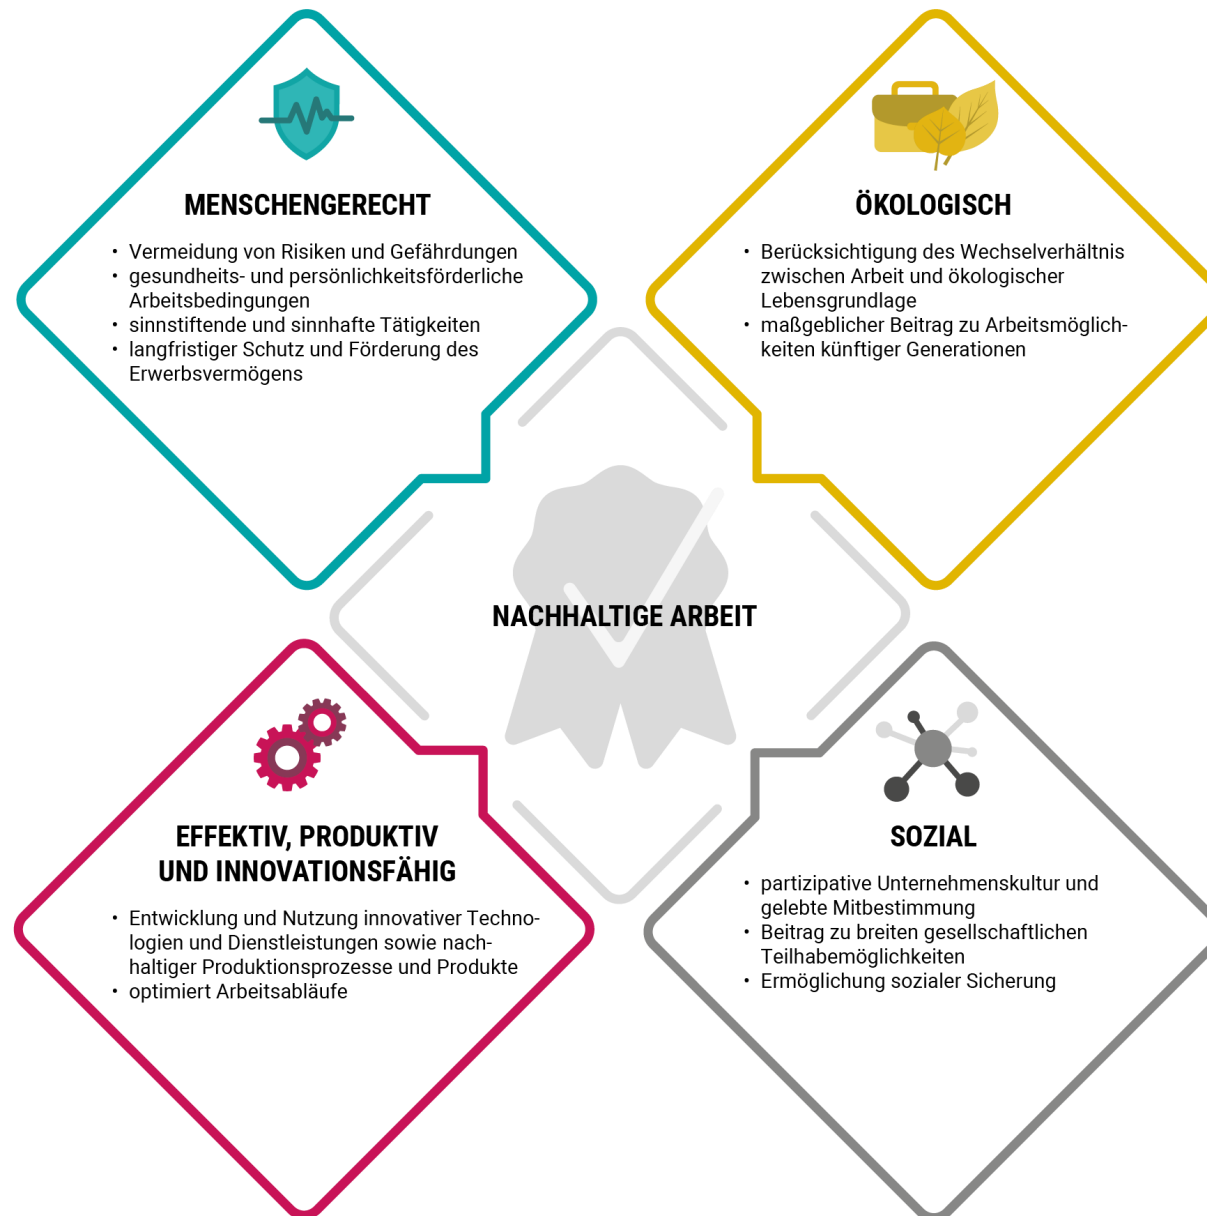 MENSCHENGERECHT
• Vermeidung von Risiken und Gefährdungen
• gesundheits- und persönlichkeitsförderliche
Arbeitsbedingungen
• sinnstiftende und sinnhafte Tätigkeiten
• langfristiger Schutz und Förderung des
Erwerbsvermögens
ÖKOLOGISCH
• Berücksichtigung des Wechselverhältnis
zwischen Arbeit und ökologischer
Lebensgrundlage
• maßgeblicher Beitrag zu Arbeitsmöglich-
keiten künftiger Generationen
NACHHALTIGE ARBEIT
EFFEKTIV, PRODUKTIV
UND INNOVATIONSFÄHIG
• Entwicklung und Nutzung innovativer Techno-
logien und Dienstleistungen sowie nach-
haltiger Produktionsprozesse und Produkte
• optimiert Arbeitsabläufe
SOZIAL
• partizipative Unternehmenskultur und
gelebte Mitbestimmung
• Beitrag zu breiten gesellschaftlichen
Teilhabemöglichkeiten
• Ermöglichung sozialer Sicherung